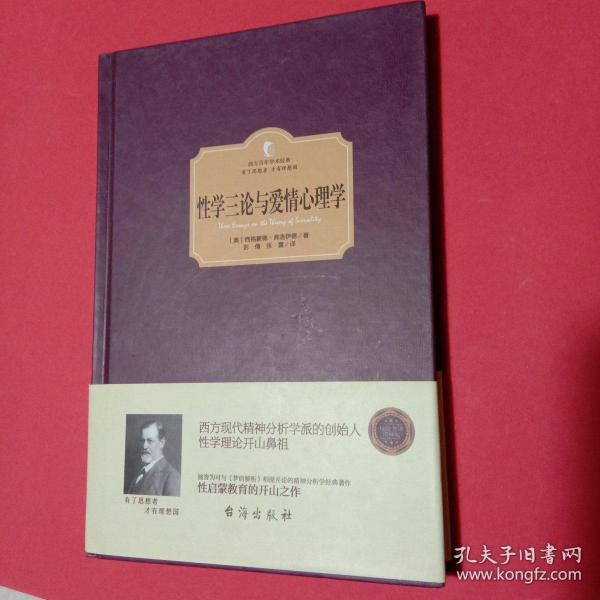 西方百年学术经典
有了思想者 才有理想国
性学三论与爱情心理学
Three Essays on the Theory of Sexuality
［奥］西格蒙德·弗洛伊德／著
彭倩 张露／译
西方现代精神分析学派的创始人
性学理论开山鼻祖
被誉为可与《梦的解析》相提并论的精神分析学经典著作
性启蒙教育的开山之作
台海出版社
有了思想者
才有理想国
孔夫子旧书网
www.kongfz.com